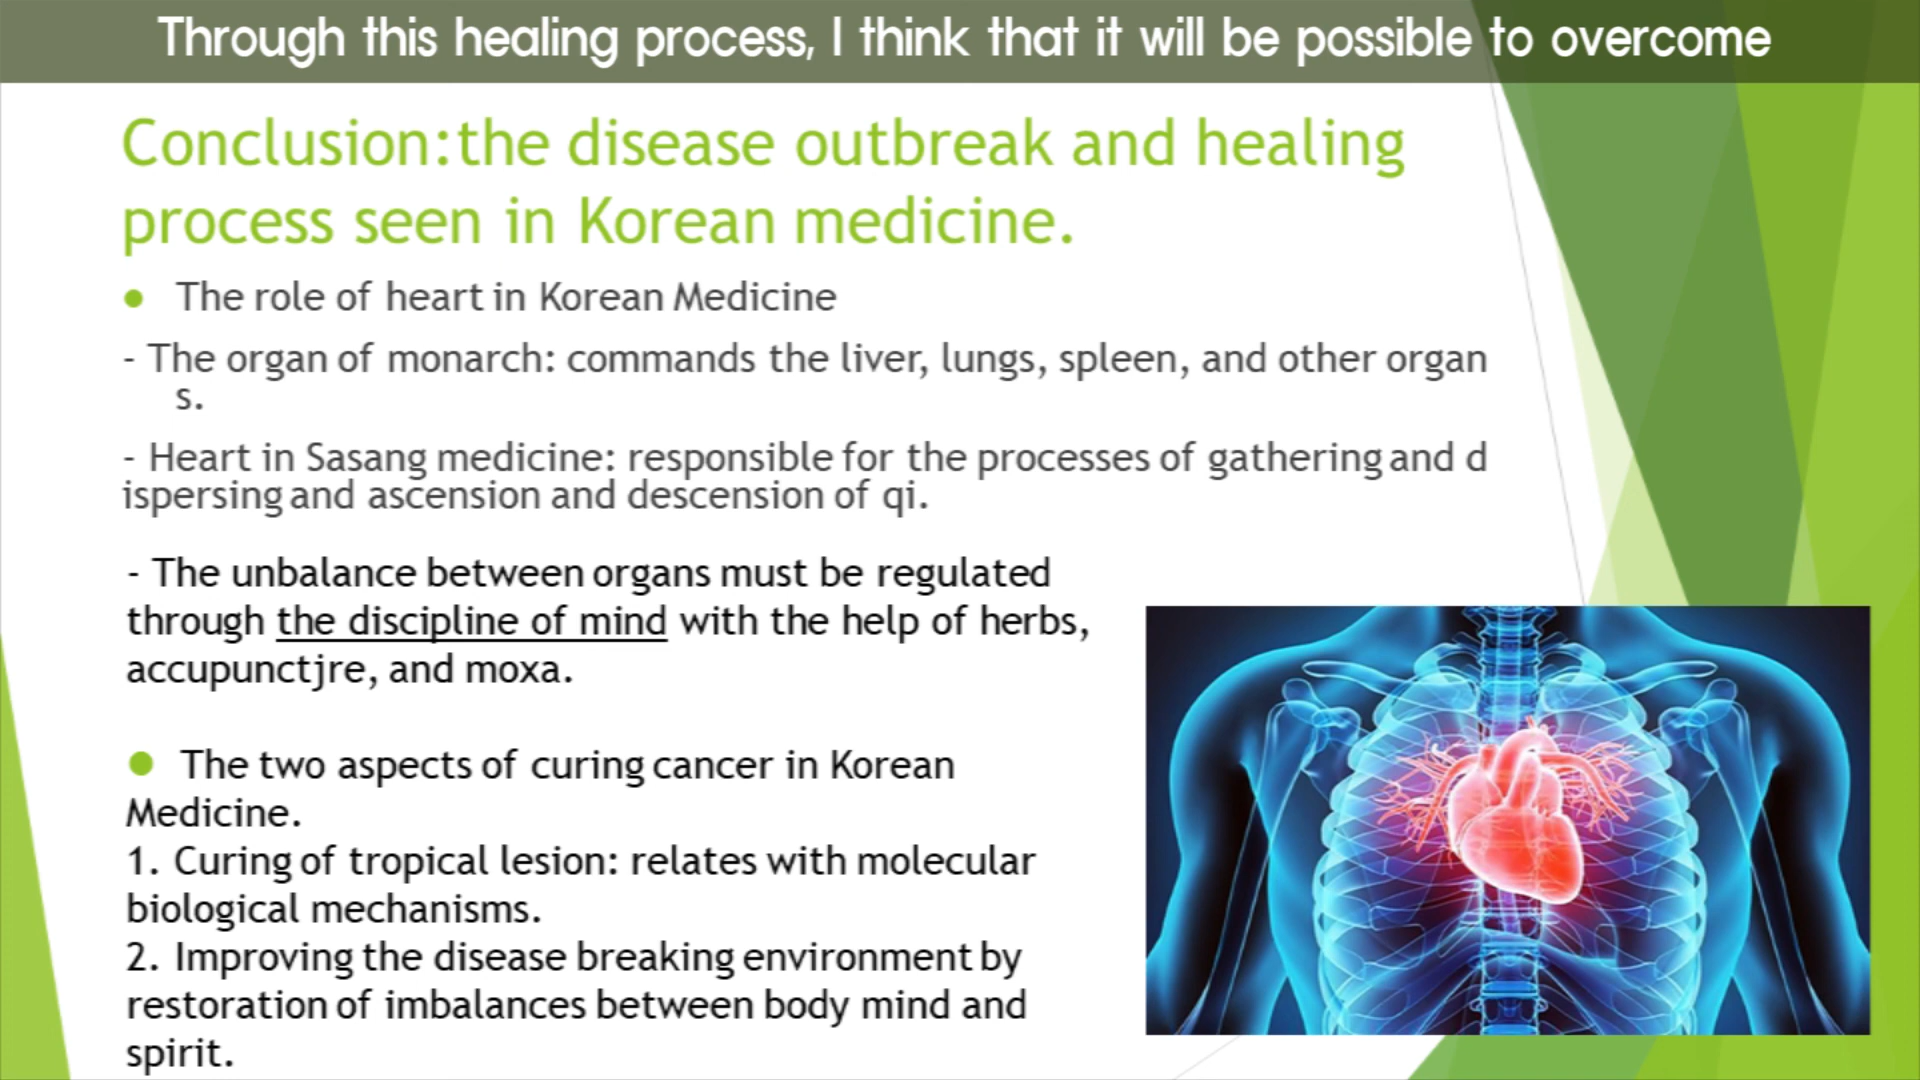 Through this healing process, I think that it will be possible to overcome
Conclusion:the disease outbreak and healing
process seen in Korean medicine.
● The role of heart in Korean Medicine
- The organ of monarch: commands the liver, lungs, spleen, and other organ
s.
- Heart in Sasang medicine: responsible for the processes of gathering and d
ispersing and ascension and descension of qi.
- The unbalance between organs must be regulated
through the discipline of mind with the help of herbs,
accupunctjre, and moxa.
● The two aspects of curing cancer in Korean
Medicine.
1. Curing of tropical lesion: relates with molecular
biological mechanisms.
2. Improving the disease breaking environment by
restoration of imbalances between body mind and
spirit.